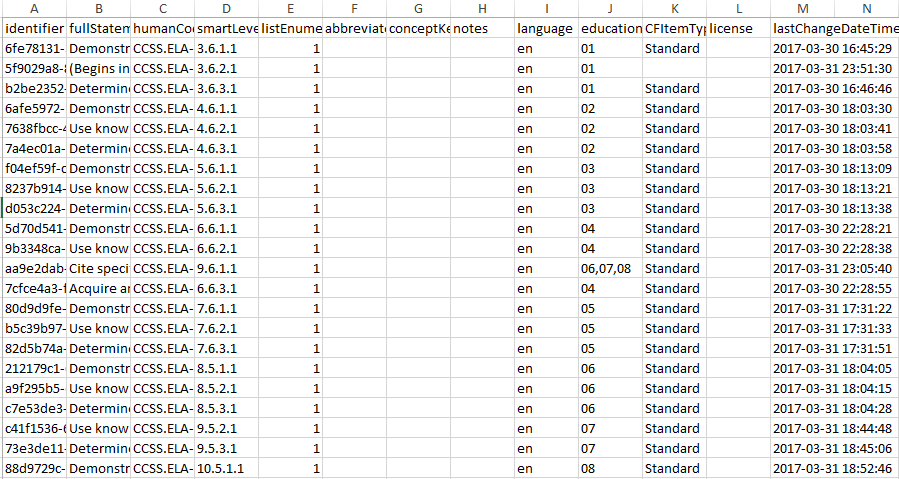 A B C D E F G H I J K L M N
identifier fullStatem humanCo smartLeve listEnume abbreviat conceptKe notes language education CFItemTyp license lastChangeDateTime
6fe78131- Demonstr CCSS.ELA- 3.6.1.1 1 en 01 Standard 2017-03-30 16:45:29
5f9029a8- (Begins in CCSS.ELA- 3.6.2.1 1 en 01 2017-03-31 23:51:30
b2be2352- Determine CCSS.ELA- 3.6.3.1 1 en 01 Standard 2017-03-30 16:46:46
6afe5972- Demonstr CCSS.ELA- 4.6.1.1 1 en 02 Standard 2017-03-30 18:03:30
7638fbcc-4 Use know CCSS.ELA- 4.6.2.1 1 en 02 Standard 2017-03-30 18:03:41
7a4ec01a- Determine CCSS.ELA- 4.6.3.1 1 en 02 Standard 2017-03-30 18:03:58
f04ef59f-c Demonstr CCSS.ELA- 5.6.1.1 1 en 03 Standard 2017-03-30 18:13:09
8237b914- Use know CCSS.ELA- 5.6.2.1 1 en 03 Standard 2017-03-30 18:13:21
d053c224- Determine CCSS.ELA- 5.6.3.1 1 en 03 Standard 2017-03-30 18:13:38
5d70d541- Demonstr CCSS.ELA- 6.6.1.1 1 en 04 Standard 2017-03-30 22:28:21
9b3348ca- Use know CCSS.ELA- 6.6.2.1 1 en 04 Standard 2017-03-30 22:28:38
aa9e2dab- Cite speci CCSS.ELA- 9.6.1.1 1 en 06,07,08 Standard 2017-03-31 23:05:40
7cfce4a3-f Acquire ar CCSS.ELA- 6.6.3.1 1 en 04 Standard 2017-03-30 22:28:55
80d9d9fe- Demonstr CCSS.ELA- 7.6.1.1 1 en 05 Standard 2017-03-31 17:31:22
b5c39b97- Use know CCSS.ELA- 7.6.2.1 1 en 05 Standard 2017-03-31 17:31:33
82d5b74a- Determine CCSS.ELA- 7.6.3.1 1 en 05 Standard 2017-03-31 17:31:51
212179c1- Demonstr CCSS.ELA- 8.5.1.1 1 en 06 Standard 2017-03-31 18:04:05
a9f295b5- Use know CCSS.ELA- 8.5.2.1 1 en 06 Standard 2017-03-31 18:04:15
c7e53de3- Determine CCSS.ELA- 8.5.3.1 1 en 06 Standard 2017-03-31 18:04:28
c41f1536-6 Use know CCSS.ELA- 9.5.2.1 1 en 07 Standard 2017-03-31 18:44:48
73e3de11- Determine CCSS.ELA- 9.5.3.1 1 en 07 Standard 2017-03-31 18:45:06
88d9729c- Demonstr CCSS.ELA- 10.5.1.1 1 en 08 Standard 2017-03-31 18:52:46